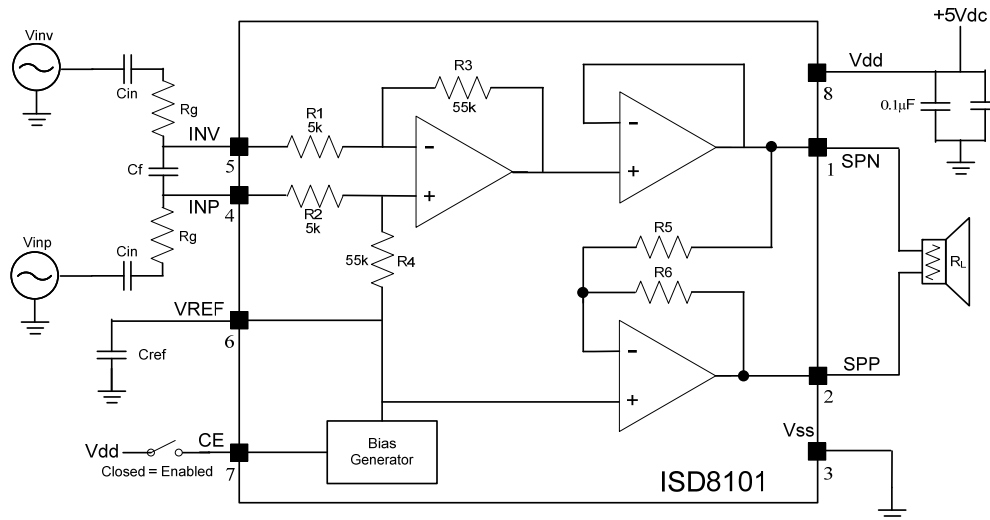 +5Vdc
Vinv
Cin
Rg
R3
55k
Vdd
8
0.1µF
R1
5k
INV
5
-
+
-
+
1
SPN
Cf
INP
4
R2
5k
Rg
Vinp
Cin
55k
R4
R5
R6
RL
VREF
6
Cref
-
+
SPP
2
Vdd
CE
7
Closed = Enabled
Bias
Generator
Vss
3
ISD8101